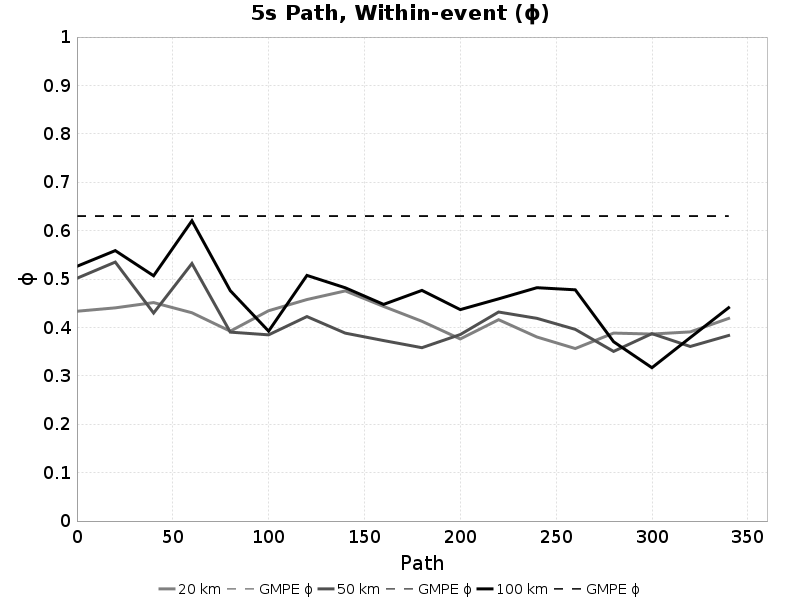 5s Path, Within-event (ϕ)
1
0.9
0.8
0.7
0.6
0.5
0.4
0.3
0.2
0.1
0
ϕ
0 50 100 150 200 250 300 350
Path
20 km GMPE ϕ 50 km GMPE ϕ 100 km GMPE ϕ